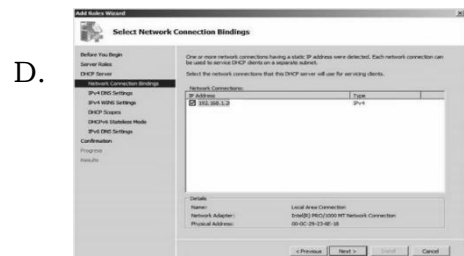 D.
Add Roles Wizard
Select Network Connection Bindings
Before You Begin
Server Roles
DHCP Server
Network Connection Bindings
IPv4 DNS Settings
IPv4 WINS Settings
DHCP Scopes
DHCPv6 Stateless Mode
IPv6 DNS Settings
Confirmation
Progress
Results
One or more network connections having a static IP address were detected. Each network connection can
be used to service DHCP clients on a separate subnet.
Select the network connections that this DHCP server will use for servicing clients.
Network Connections:
IP Address Type
192.168.1.2 IPv4
Details
Name: Local Area Connection
Network Adapter: Intel(R) PRO/1000 MT Network Connection
Physical Address:
< Previous Next > Install Cancel